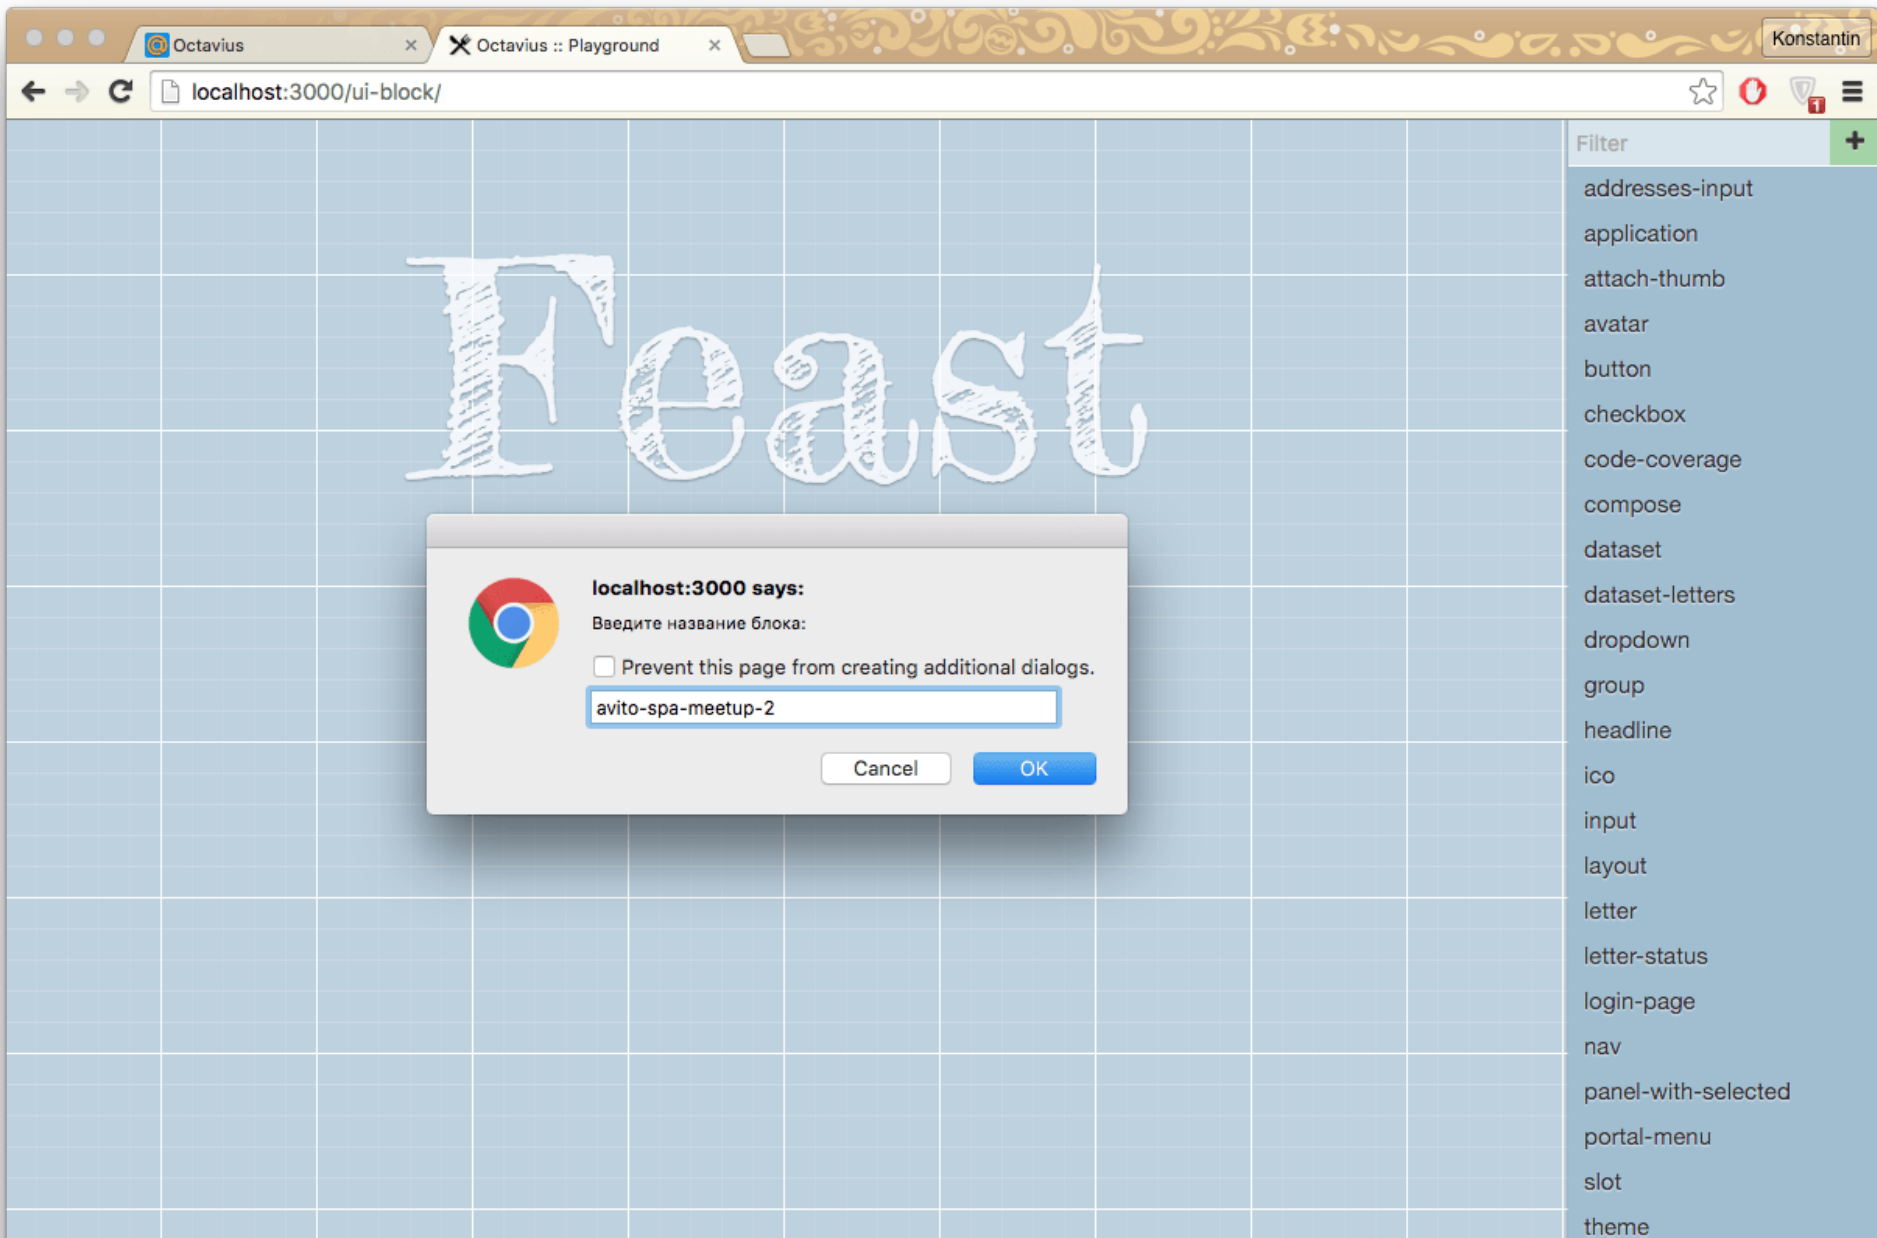 Octavius
Octavius :: Playground
Konstantin
localhost:3000/ui-block/
1
Filter
+
addresses-input
application
attach-thumb
avatar
button
checkbox
code-coverage
compose
dataset
dataset-letters
dropdown
group
headline
ico
input
layout
letter
letter-status
login-page
nav
panel-with-selected
portal-menu
slot
theme
Feast
localhost:3000 says:
Введите название блока:
Prevent this page from creating additional dialogs.
avito-spa-meetup-2
Cancel
OK